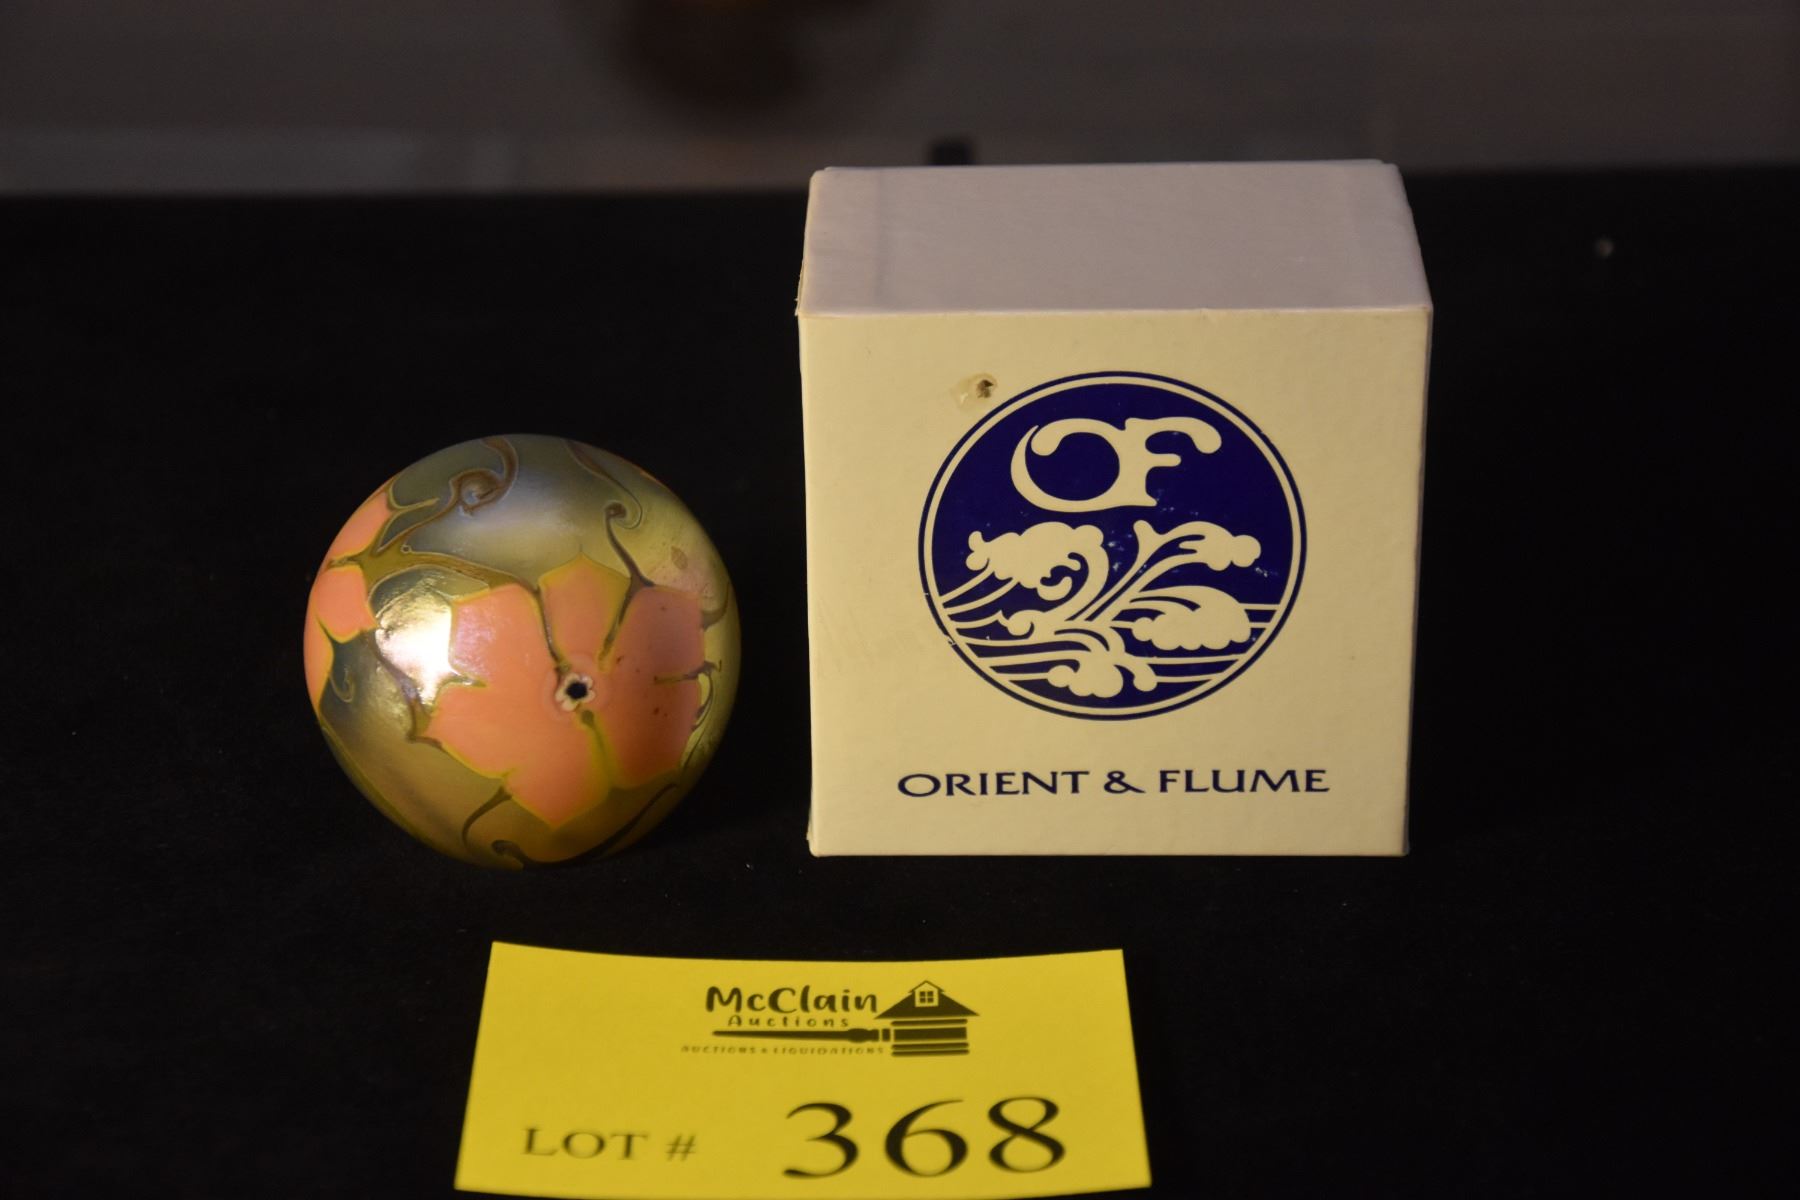 OF
ORIENT & FLUME
McClain
Auctions
AUCTIONS & LIQUIDATIONS
LOT # 368